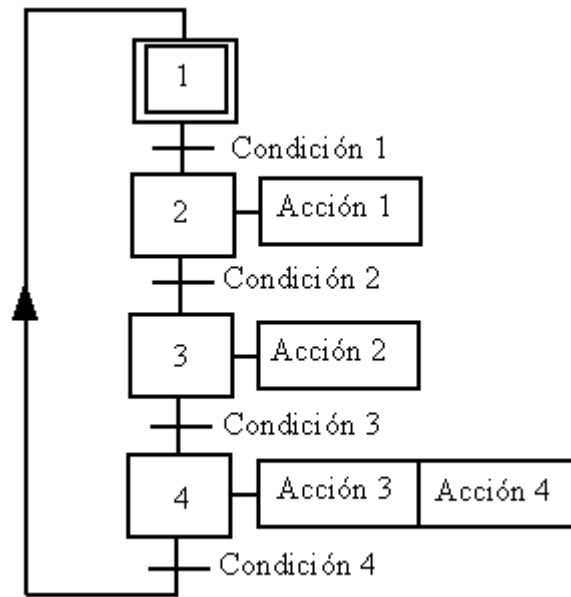 1
Condición 1
2
Acción 1
Condición 2
3
Acción 2
Condición 3
4
Acción 3
Acción 4
Condición 4